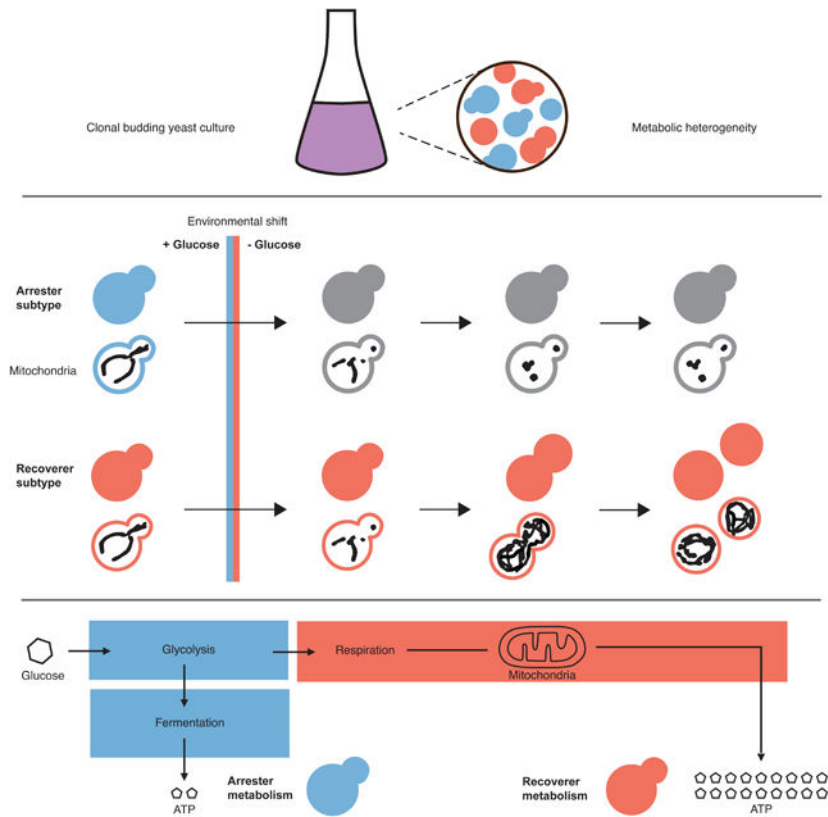 Clonal budding yeast culture
Metabolic heterogeneity
Environmental shift
+ Glucose
- Glucose
Arrester
subtype
Mitochondria
Recoverer
subtype
Glucose
Glycolysis
Respiration
Mitochondria
Fermentation
ATP
Arrester
metabolism
Recoverer
metabolism
ATP